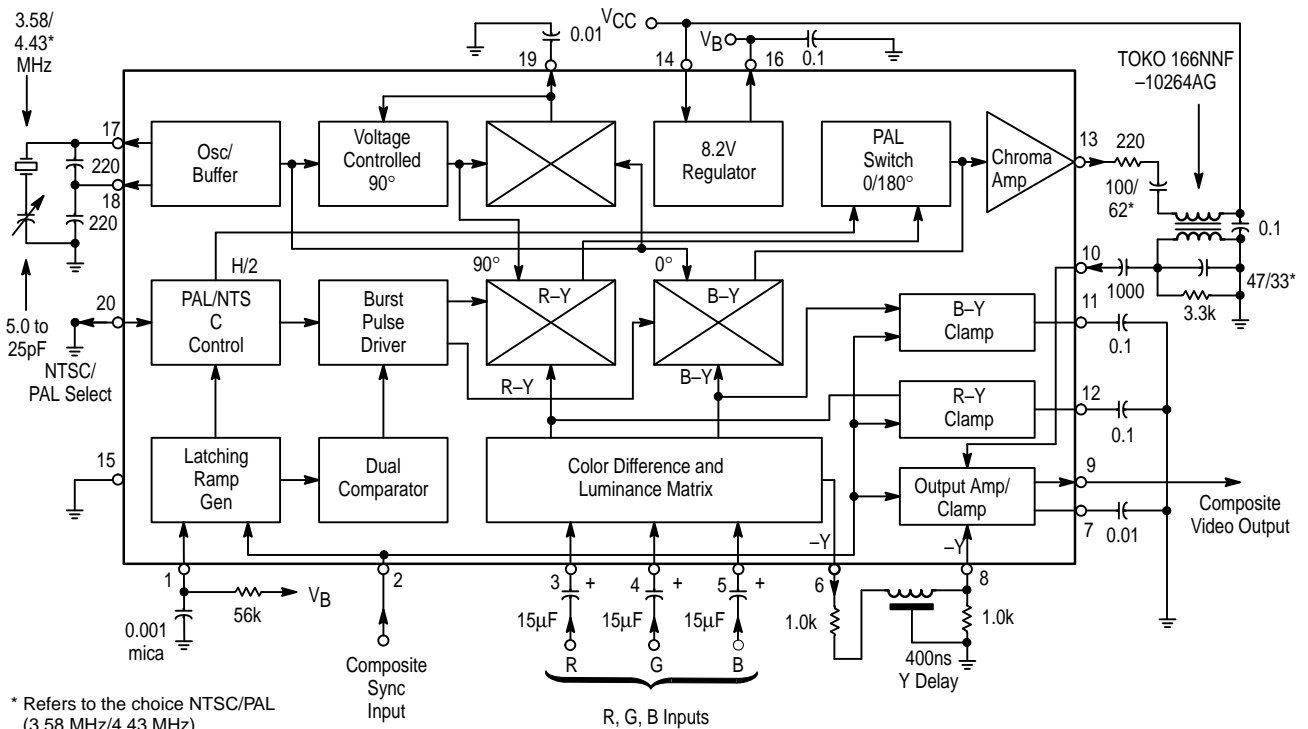 3.58/
4.43*
MHz
0.01
VCC
VB
0.1
TOKO 166NNF
–10264AG
19
14
16
17
220
18
220
Osc/
Buffer
Voltage
Controlled
90°
8.2V
Regulator
PAL
Switch
0/180°
Chroma
Amp
13
220
100/
62*
0.1
10
1000
47/33*
3.3k
5.0 to
25pF
20
NTSC/
PAL Select
H/2
PAL/NTS
C
Control
Burst
Pulse
Driver
90°
R–Y
0°
B–Y
B–Y
Clamp
11
0.1
R–Y
B–Y
R–Y
Clamp
12
0.1
15
Latching
Ramp
Gen
Dual
Comparator
Color Difference and
Luminance Matrix
Output Amp/
Clamp
9
Composite
Video Output
7
0.01
–Y
–Y
1
56k
VB
0.001
mica
2
Composite
Sync
Input
3
+
4
+
5
+
15µF
15µF
15µF
R
G
B
R, G, B Inputs
6
1.0k
8
1.0k
400ns
Y Delay
* Refers to the choice NTSC/PAL
(3.58 MHz/4.43 MHz)